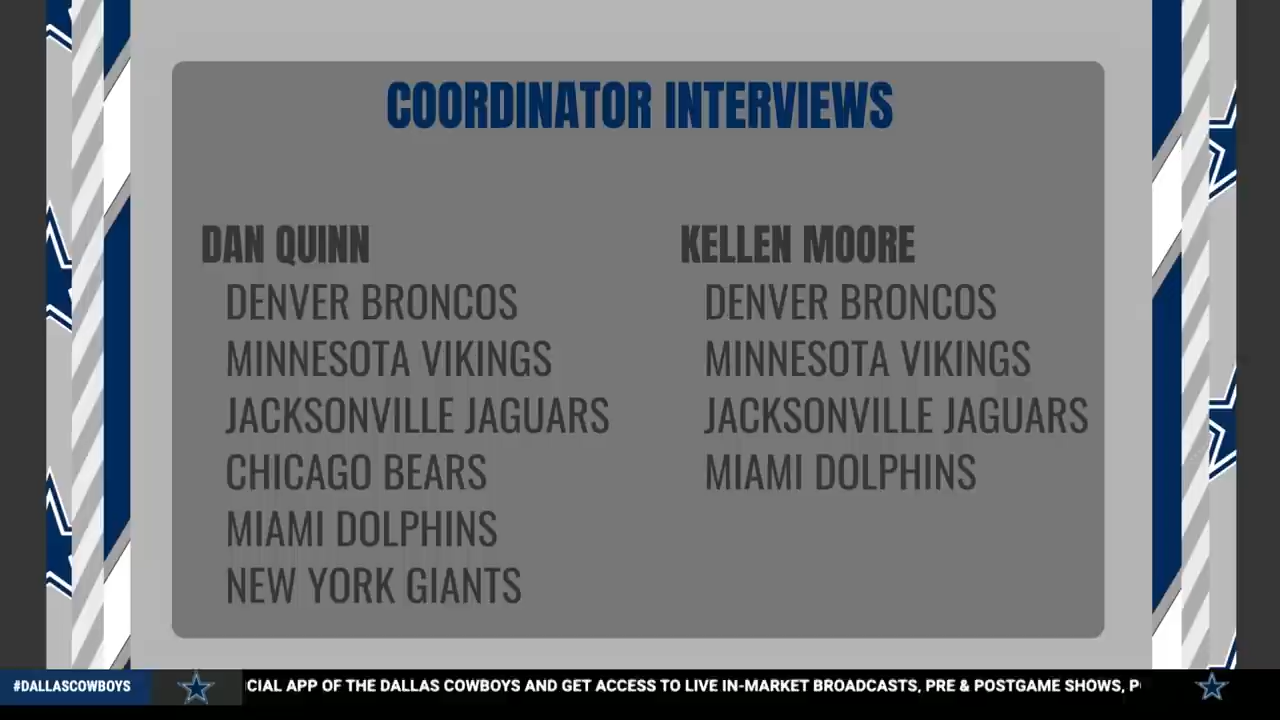 COORDINATOR INTERVIEWS
DAN QUINN
DENVER BRONCOS
MINNESOTA VIKINGS
JACKSONVILLE JAGUARS
CHICAGO BEARS
MIAMI DOLPHINS
NEW YORK GIANTS
KELLEN MOORE
DENVER BRONCOS
MINNESOTA VIKINGS
JACKSONVILLE JAGUARS
MIAMI DOLPHINS
#DALLASCOWBOYS
CIAL APP OF THE DALLAS COWBOYS AND GET ACCESS TO LIVE IN-MARKET BROADCASTS, PRE & POSTGAME SHOWS,